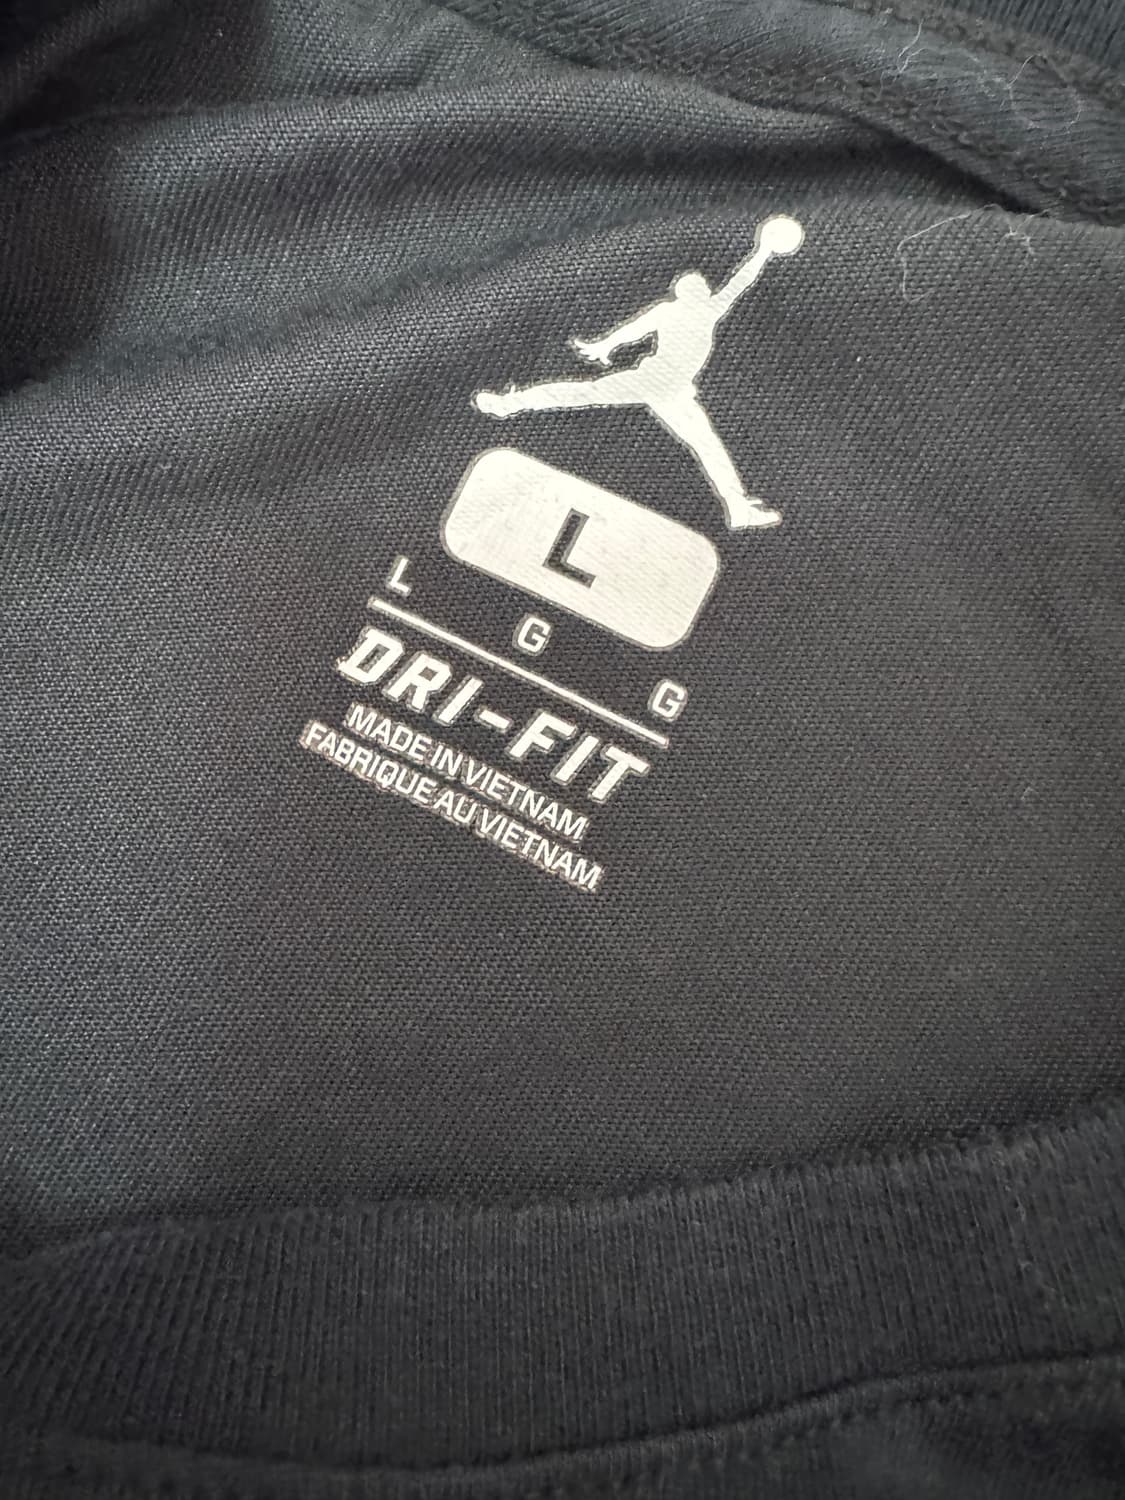 L
L G G
DRI-FIT
MADE IN VIETNAM
FABRIQUE AU VIETNAM